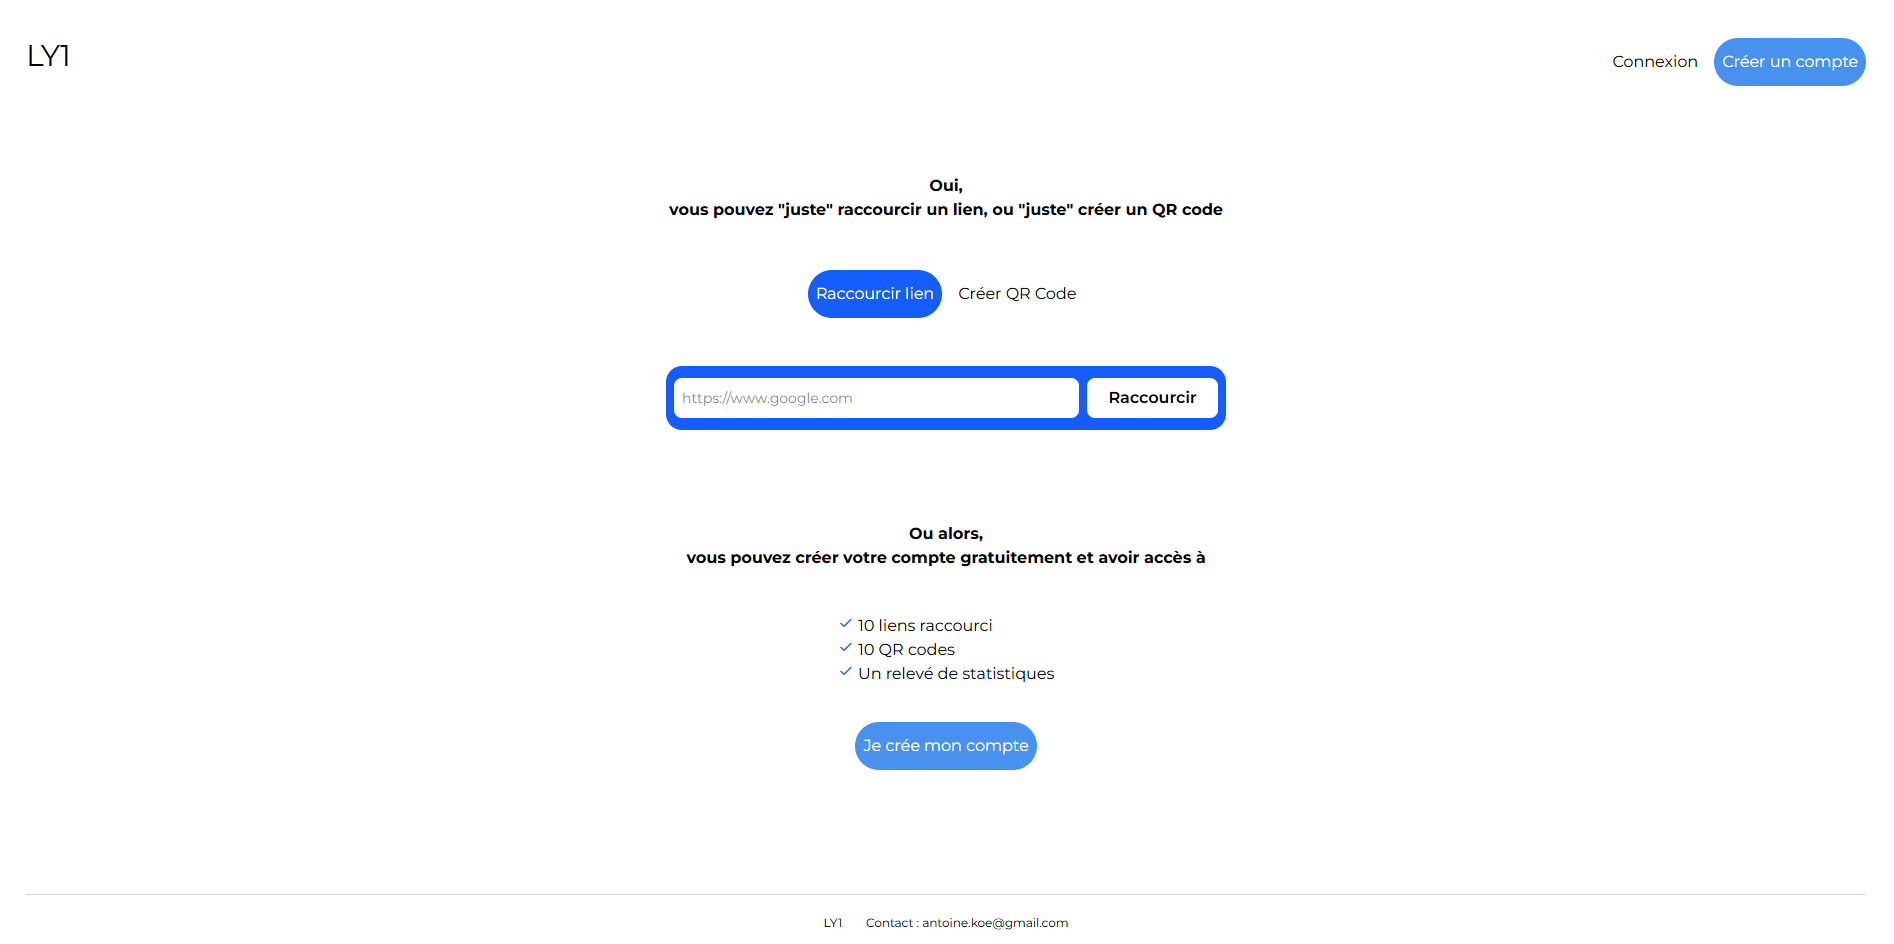 LY1
Connexion
Créer un compte
Oui,
vous pouvez "juste" raccourcir un lien, ou "juste" créer un QR code
Raccourcir lien
Créer QR Code
https://www.google.com
Raccourcir
Ou alors,
vous pouvez créer votre compte gratuitement et avoir accès à
10 liens raccourci
10 QR codes
Un relevé de statistiques
Je crée mon compte
LY1
Contact : antoine.koe@gmail.com